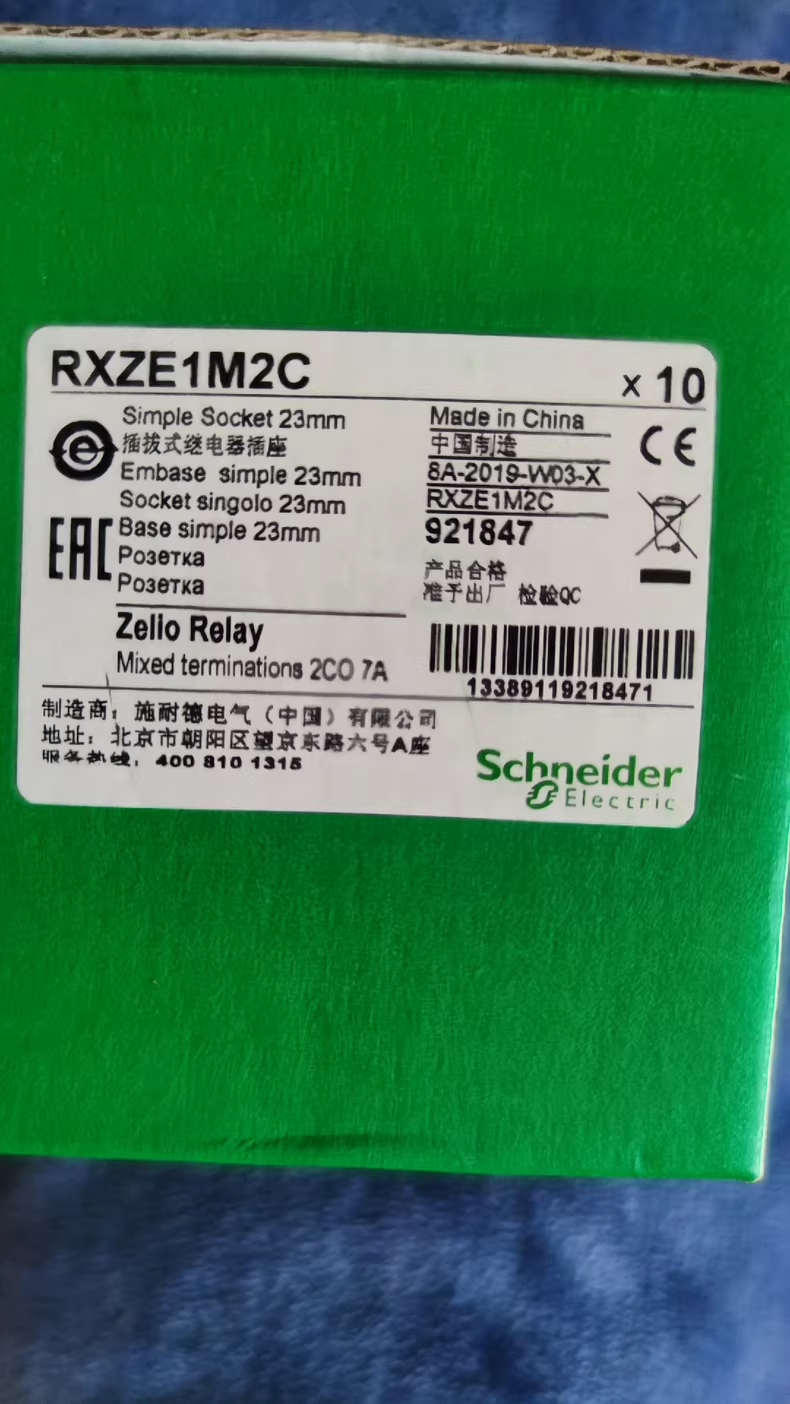 RXZE1M2C
x 10
Simple Socket 23mm
插拔式继电器插座
Embase simple 23mm
Socket singolo 23mm
Base simple 23mm
Розетка
Розетка
EAC
Zelio Relay
Mixed terminations 2CO 7A
Made in China
中国制造
8A-2019-W03-X
RXZE1M2C
921847
产品合格
准予出厂 检验QC
CE
13389119218471
制造商：施耐德电气（中国）有限公司
地址：北京市朝阳区望京东路六号A座
服务热线：400 810 1315
Schneider
Electric